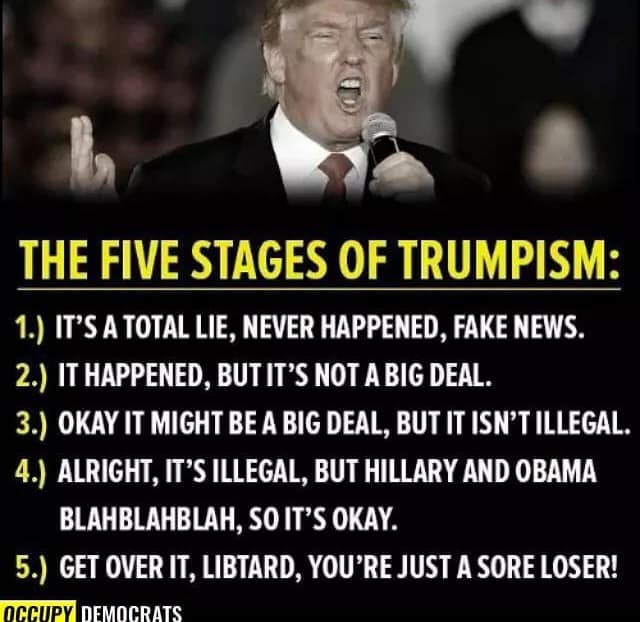 THE FIVE STAGES OF TRUMPISM:
1.) IT'S A TOTAL LIE, NEVER HAPPENED, FAKE NEWS.
2.) IT HAPPENED, BUT IT'S NOT A BIG DEAL.
3.) OKAY IT MIGHT BE A BIG DEAL, BUT IT ISN'T ILLEGAL.
4.) ALRIGHT, IT'S ILLEGAL, BUT HILLARY AND OBAMA
BLAHBLAHBLAH, SO IT'S OKAY.
5.) GET OVER IT, LIBTARD, YOU'RE JUST A SORE LOSER!
OCCUPY DEMOCRATS